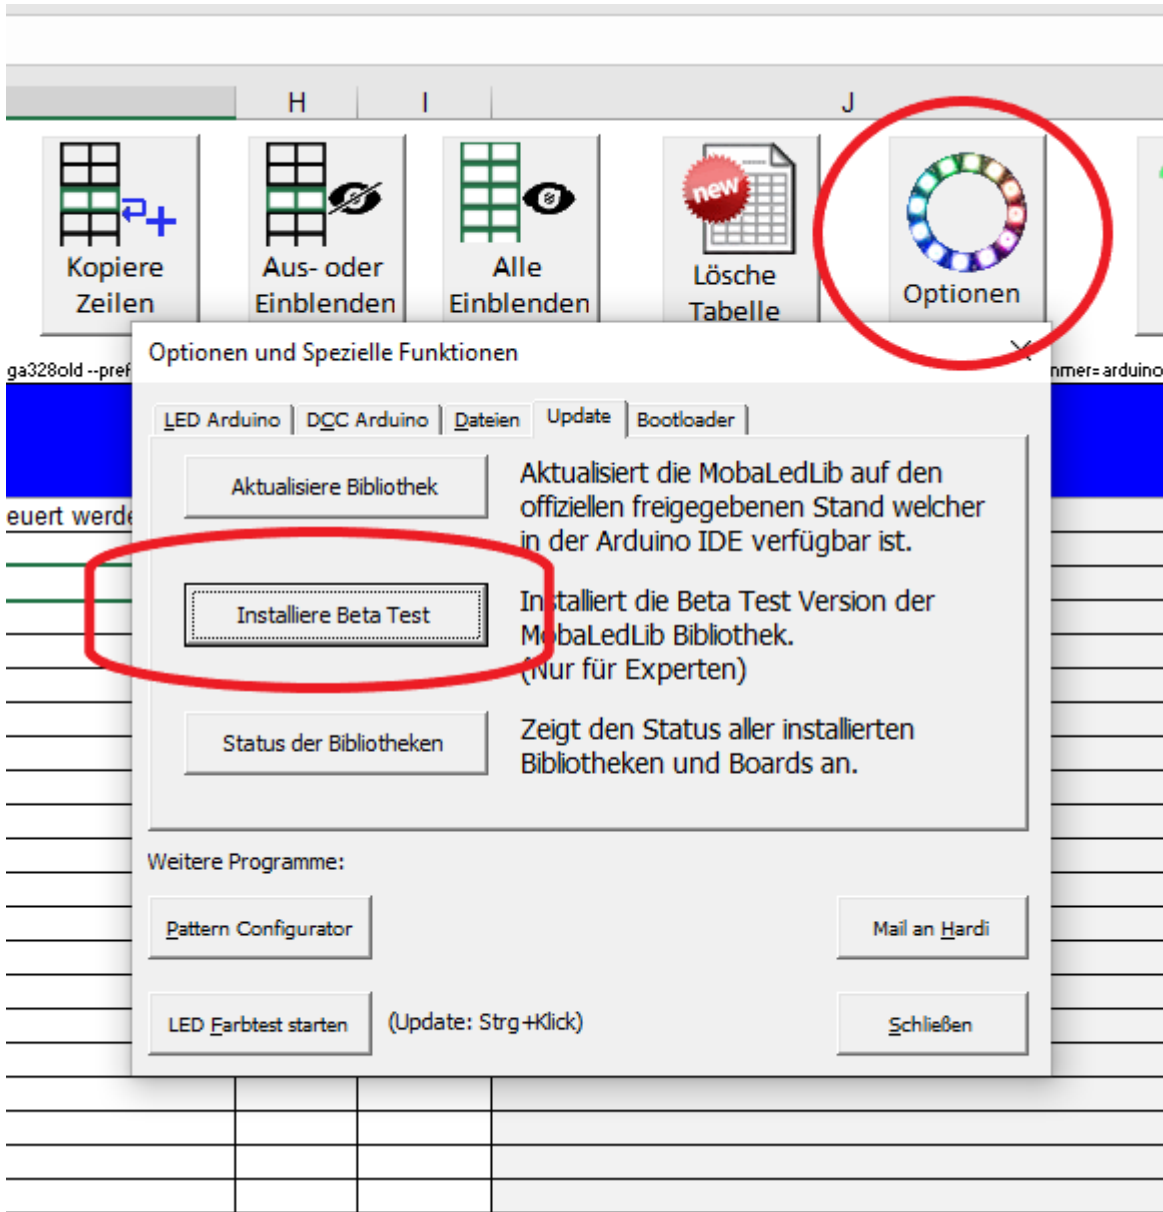 H I J
Kopiere
Zeilen
Aus- oder
Einblenden
Alle
Einblenden
new
Lösche
Tabelle
Optionen
ga328old --pref
nmer=arduino
Optionen und Spezielle Funktionen
LED Arduino
DCC Arduino
Dateien
Update
Bootloader
euert werde
Aktualisiere Bibliothek
Aktualisiert die MobaLedLib auf den
offiziellen freigegebenen Stand welcher
in der Arduino IDE verfügbar ist.
Installiere Beta Test
Installiert die Beta Test Version der
MobaLedLib Bibliothek.
(Nur für Experten)
Status der Bibliotheken
Zeigt den Status aller installierten
Bibliotheken und Boards an.
Weitere Programme:
Pattern Configurator
Mail an Hardi
LED Farbtest starten
(Update: Strg+Klick)
Schließen